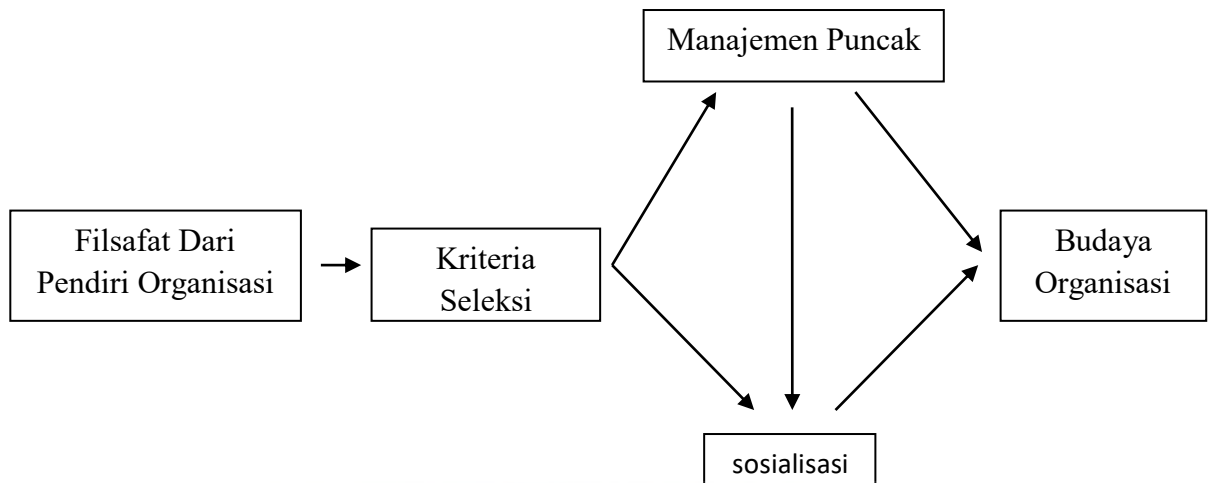 Manajemen Puncak
Filsafat Dari
Pendiri Organisasi
Kriteria
Seleksi
Budaya
Organisasi
sosialisasi